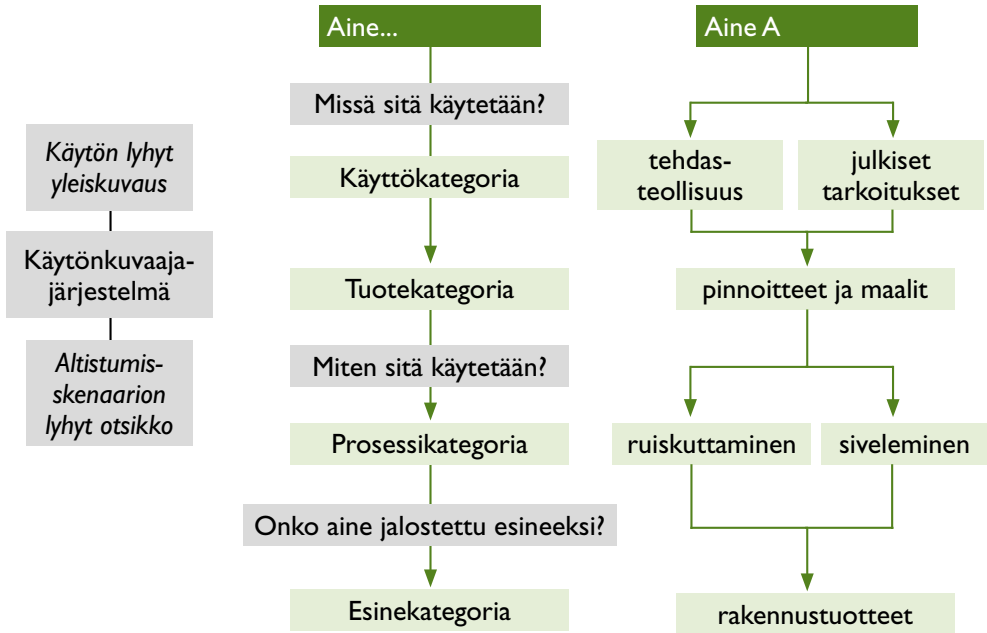 Käytön lyhyt
yleiskuvaus
Käytönkuvaaja-
järjestelmä
Altistumis-
skenaarion
lyhyt otsikko
Aine...
Missä sitä käytetään?
Käyttökategoria
Tuotekategoria
Miten sitä käytetään?
Prosessikategoria
Onko aine jalostettu esineeksi?
Esinekategoria
Aine A
tehdas-
teollisuus
julkiset
tarkoitukset
pinnoitteet ja maalit
ruiskuttaminen
siveleminen
rakennustuotteet